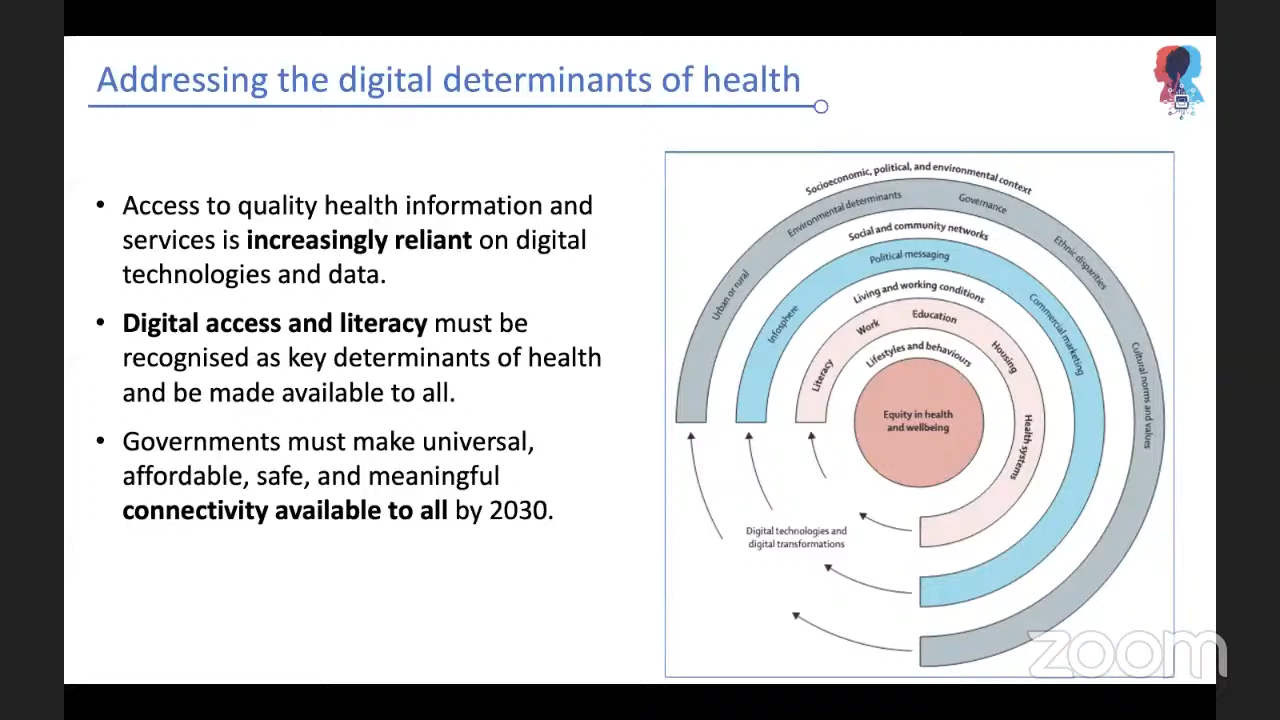 Addressing the digital determinants of health
• Access to quality health information and
services is increasingly reliant on digital
technologies and data.
• Digital access and literacy must be
recognised as key determinants of health
and be made available to all.
• Governments must make universal,
affordable, safe, and meaningful
connectivity available to all by 2030.
Socioeconomic, political, and environmental context
Urban or rural
Environmental determinants
Governance
Ethnic disparities
Cultural norms and values
Social and community networks
Infosphere
Political messaging
Commercial marketing
Living and working conditions
Literacy
Work
Education
Housing
Health systems
Lifestyles and behaviours
Equity in health
and wellbeing
Digital technologies and
digital transformations
zoom